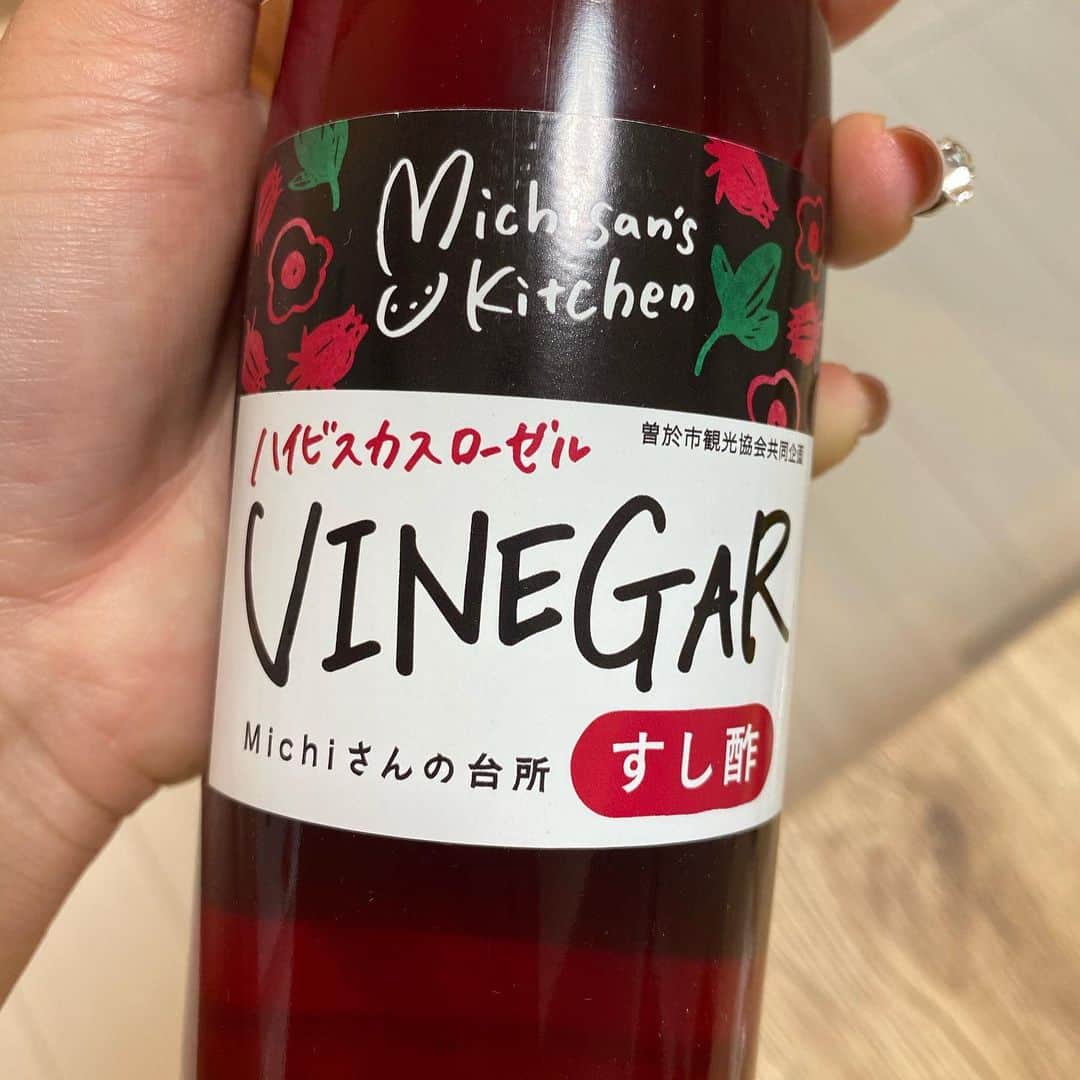 Michisan's
Kitchen
ハイビスカスローゼル
曽於市観光協会共同企画
VINEGAR
Michiさんの台所
すし酢